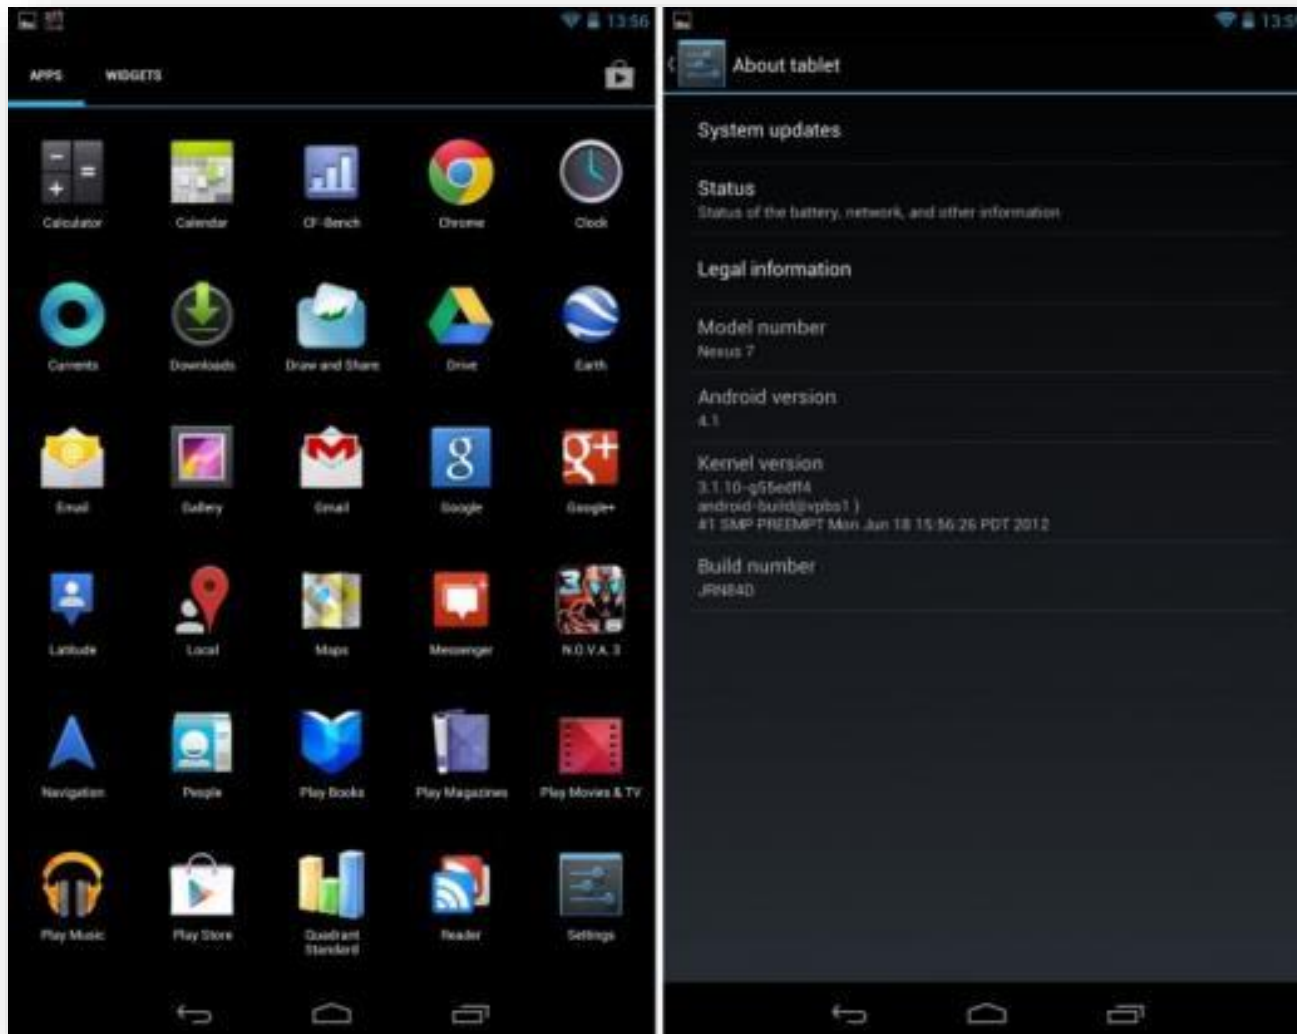 13:56
APPS WIDGETS
Calculator Calendar CF-Bench Chrome Clock
Currents Downloads Draw and Share Drive Earth
Email Gallery Gmail Google Google+
Latitude Local Maps Messenger N.O.V.A. 3
Navigation People Play Books Play Magazines Play Movies & TV
Play Music Play Store Quadrant Standard Reader Settings
About tablet
System updates
Status
Status of the battery, network, and other information
Legal information
Model number
Nexus 7
Android version
4.1
Kernel version
3.1.10-g55edff4
android-build@vpbs1 )
#1 SMP PREEMPT Mon Jun 18 15:56:26 PDT 2012
Build number
JRN84D